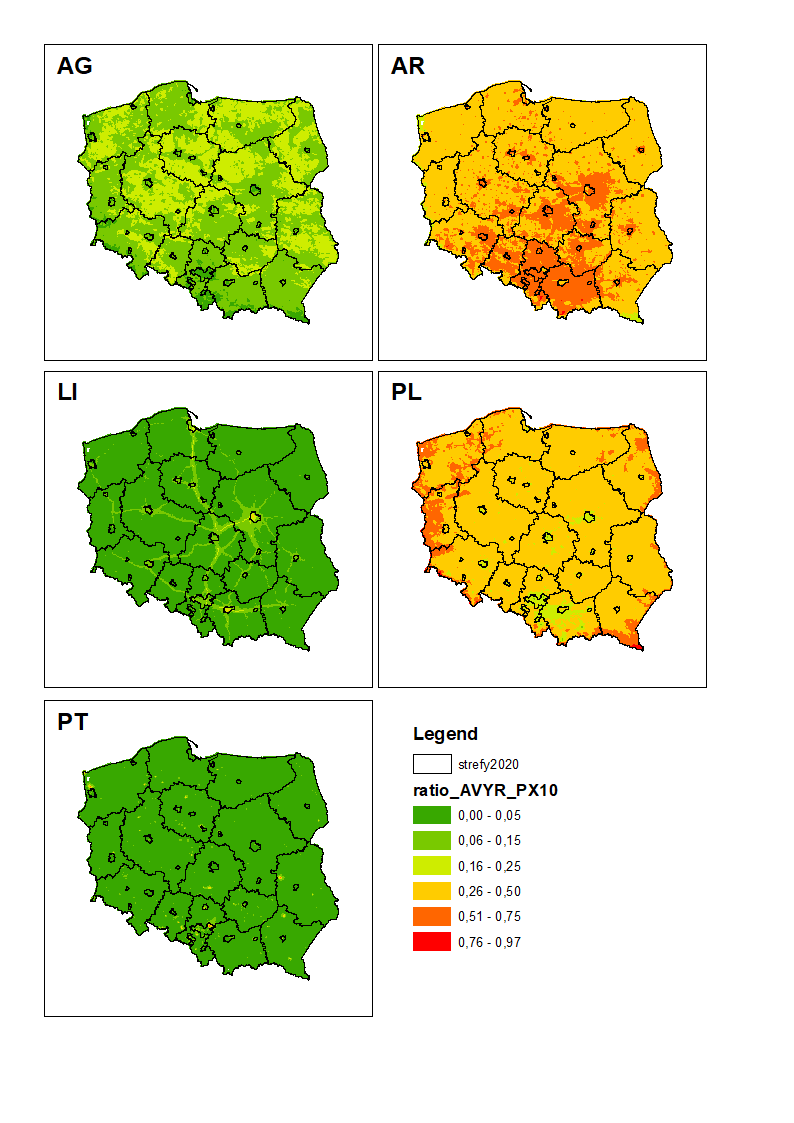 AG
AR
LI
PL
PT
Legend
strefy2020
ratio_AVYR_PX10
0,00 - 0,05
0,06 - 0,15
0,16 - 0,25
0,26 - 0,50
0,51 - 0,75
0,76 - 0,97